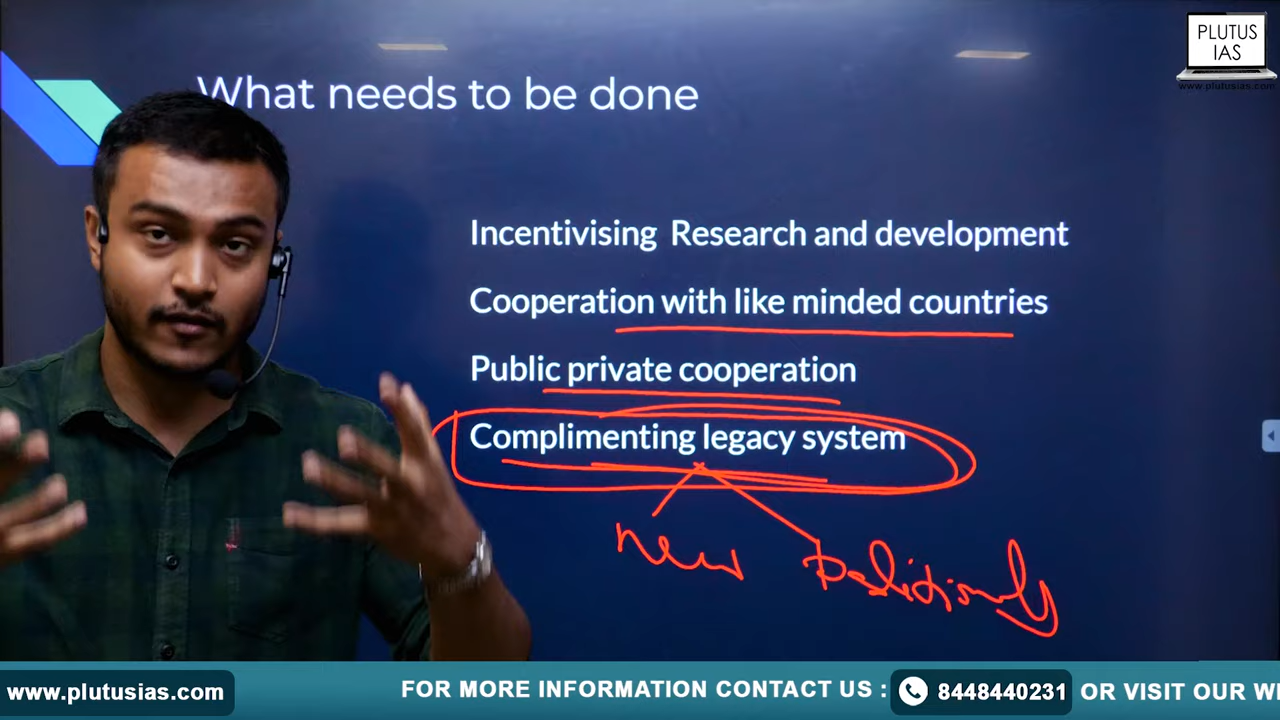 PLUTUS
IAS
www.plutusias.com
What needs to be done
Incentivising Research and development
Cooperation with like minded countries
Public private cooperation
Complimenting legacy system
new
www.plutusias.com
FOR MORE INFORMATION CONTACT US : 8448440231 OR VISIT OUR WE